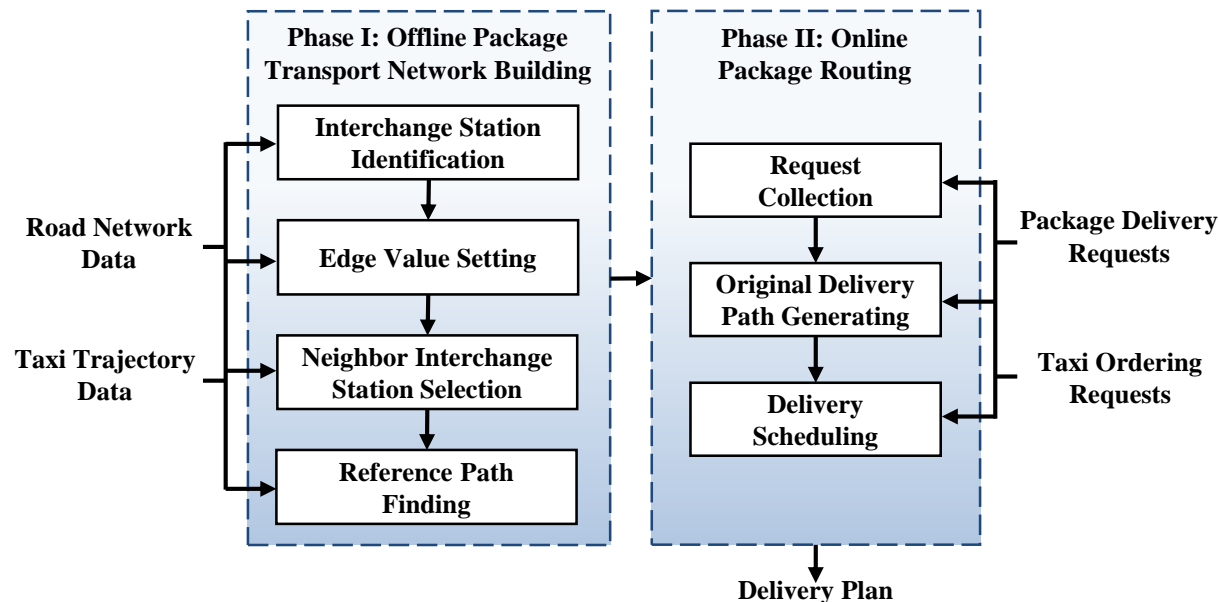 Phase I: Offline Package
Transport Network Building
Interchange Station
Identification
Edge Value Setting
Neighbor Interchange
Station Selection
Reference Path
Finding
Road Network
Data
Taxi Trajectory
Data
Phase II: Online
Package Routing
Request
Collection
Original Delivery
Path Generating
Delivery
Scheduling
Package Delivery
Requests
Taxi Ordering
Requests
Delivery Plan